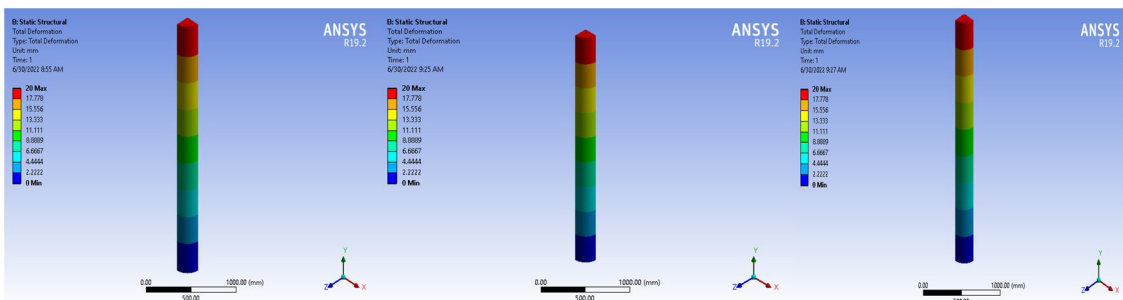 B: Static Structural
Total Deformation
Type: Total Deformation
Unit: mm
Time: 1
6/30/2022 8:55 AM
20 Max
17.778
15.556
13.333
11.111
8.8889
6.6667
4.4444
2.2222
0 Min
ANSYS
R19.2
0.00
1000.00 (mm)
500.00
Y
Z
X
B: Static Structural
Total Deformation
Type: Total Deformation
Unit: mm
Time: 1
6/30/2022 9:25 AM
20 Max
17.778
15.556
13.333
11.111
8.8889
6.6667
4.4444
2.2222
0 Min
ANSYS
R19.2
0.00
1000.00 (mm)
500.00
Y
Z
X
B: Static Structural
Total Deformation
Type: Total Deformation
Unit: mm
Time: 1
6/30/2022 9:27 AM
20 Max
17.778
15.556
13.333
11.111
8.8889
6.6667
4.4444
2.2222
0 Min
ANSYS
R19.2
0.00
1000.00 (mm)
500.00
Y
Z
X